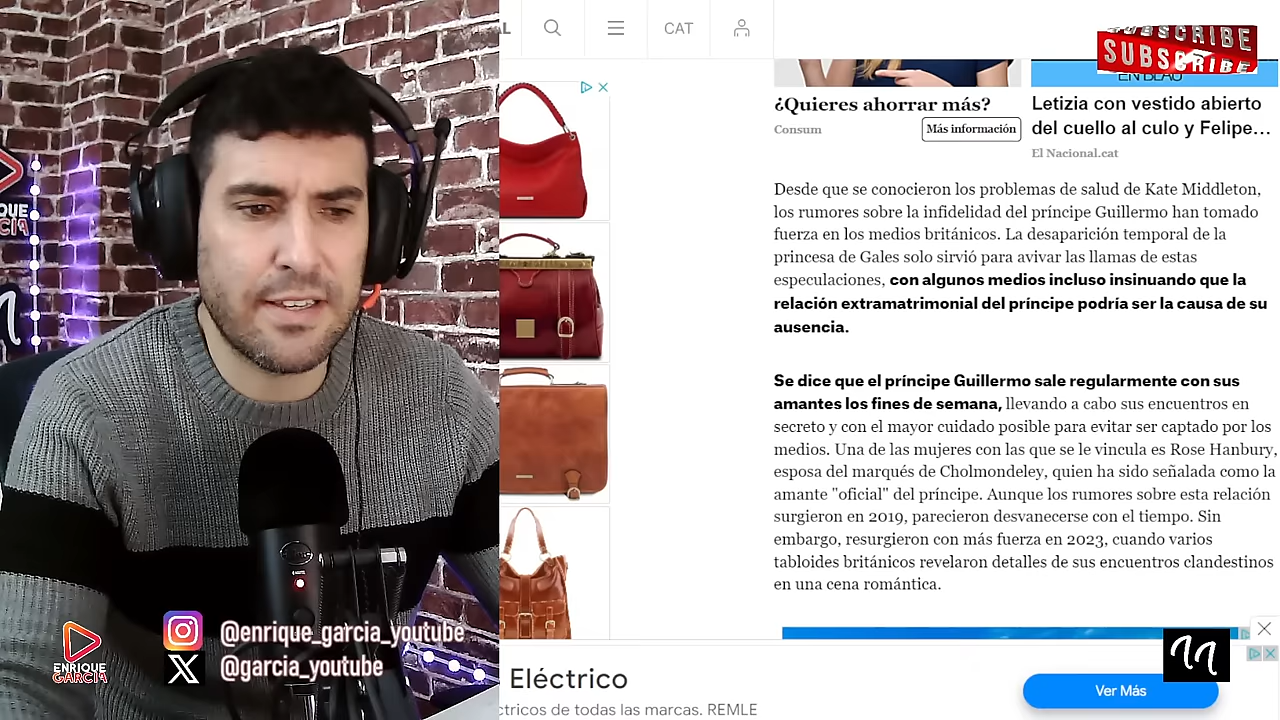 AL
CAT
SUBSCRIBE
SUBSCRIBE
EN BLAU
¿Quieres ahorrar más?
Consum
Más información
Letizia con vestido abierto
del cuello al culo y Felipe...
El Nacional.cat
Desde que se conocieron los problemas de salud de Kate Middleton,
los rumores sobre la infidelidad del príncipe Guillermo han tomado
fuerza en los medios británicos. La desaparición temporal de la
princesa de Gales solo sirvió para avivar las llamas de estas
especulaciones, con algunos medios incluso insinuando que la
relación extramatrimonial del príncipe podría ser la causa de su
ausencia.
Se dice que el príncipe Guillermo sale regularmente con sus
amantes los fines de semana, llevando a cabo sus encuentros en
secreto y con el mayor cuidado posible para evitar ser captado por los
medios. Una de las mujeres con las que se le vincula es Rose Hanbury,
esposa del marqués de Cholmondeley, quien ha sido señalada como la
amante "oficial" del príncipe. Aunque los rumores sobre esta relación
surgieron en 2019, parecieron desvanecerse con el tiempo. Sin
embargo, resurgieron con más fuerza en 2023, cuando varios
tabloides británicos revelaron detalles de sus encuentros clandestinos
en una cena romántica.
@enrique_garcia_youtube
@garcia_youtube
ENRIQUE
GARCIA
Eléctrico
ctricos de todas las marcas. REMLE
Ver Más